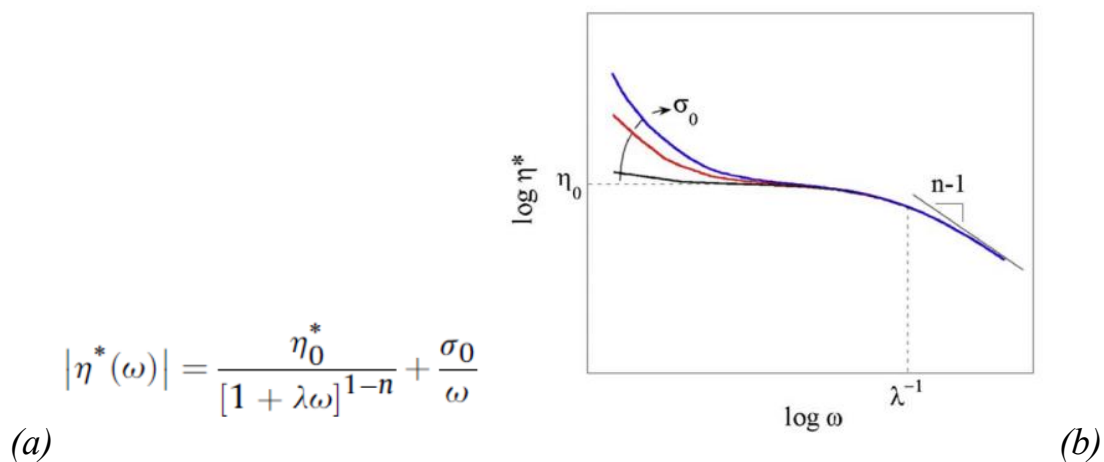 |η*(ω)| = η₀* / [1 + λω]¹⁻ⁿ + σ₀ / ω
(a)
σ₀
log η*
η₀
n-1
λ⁻¹
log ω
(b)